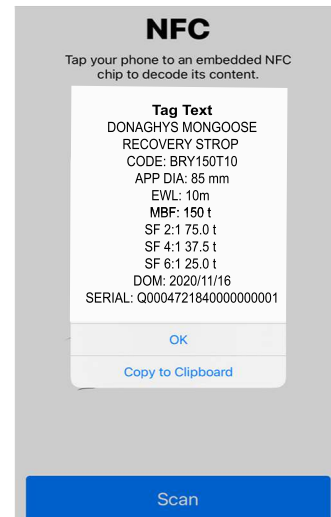 NFC
Tap your phone to an embedded NFC
chip to decode its content.
Tag Text
DONAGHYS MONGOOSE
RECOVERY STROP
CODE: BRY150T10
APP DIA: 85 mm
EWL: 10m
MBF: 150 t
SF 2:1 75.0 t
SF 4:1 37.5 t
SF 6:1 25.0 t
DOM: 2020/11/16
SERIAL: Q0004721840000000001
OK
Copy to Clipboard
Scan